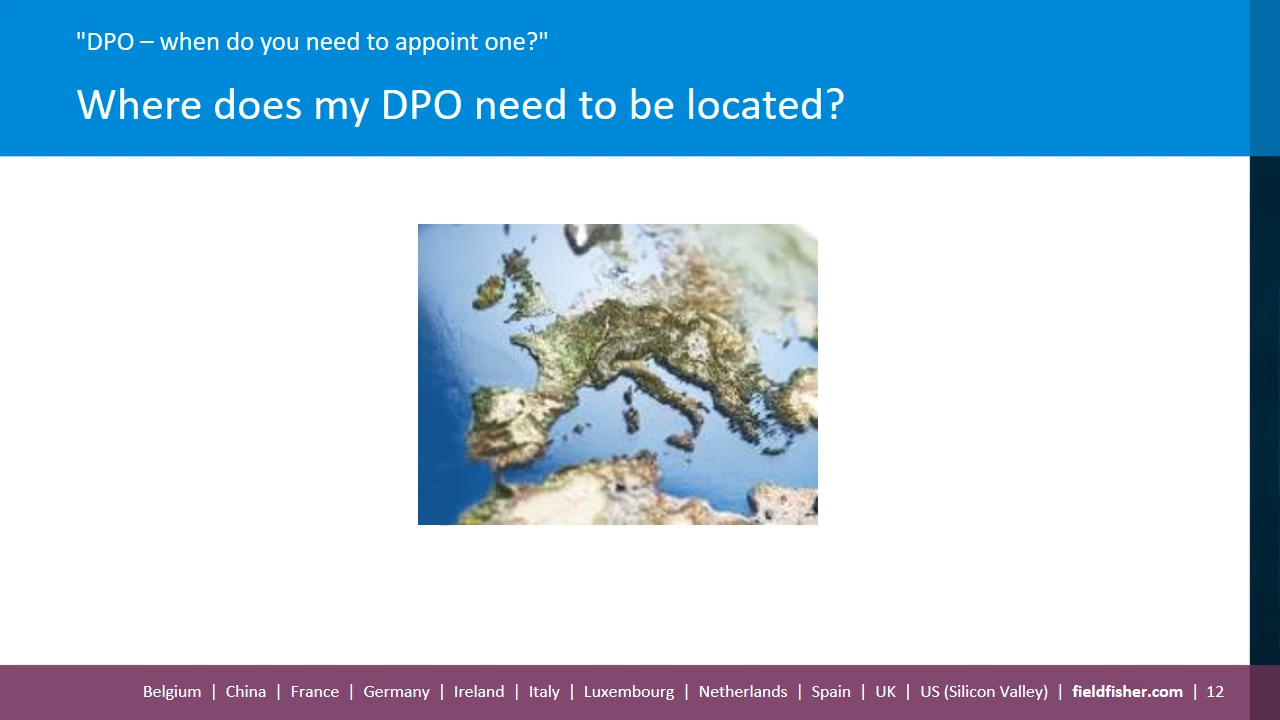 "DPO – when do you need to appoint one?"
Where does my DPO need to be located?
Belgium | China | France | Germany | Ireland | Italy | Luxembourg | Netherlands | Spain | UK | US (Silicon Valley) | fieldfisher.com | 12